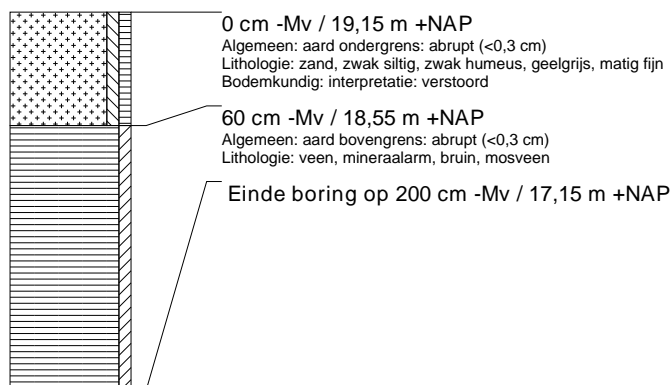 0 cm -Mv / 19,15 m +NAP
Algemeen: aard ondergrens: abrupt (<0,3 cm)
Lithologie: zand, zwak siltig, zwak humeus, geelgrijs, matig fijn
Bodemkundig: interpretatie: verstoord
60 cm -Mv / 18,55 m +NAP
Algemeen: aard bovengrens: abrupt (<0,3 cm)
Lithologie: veen, mineraalarm, bruin, mosveen
Einde boring op 200 cm -Mv / 17,15 m +NAP